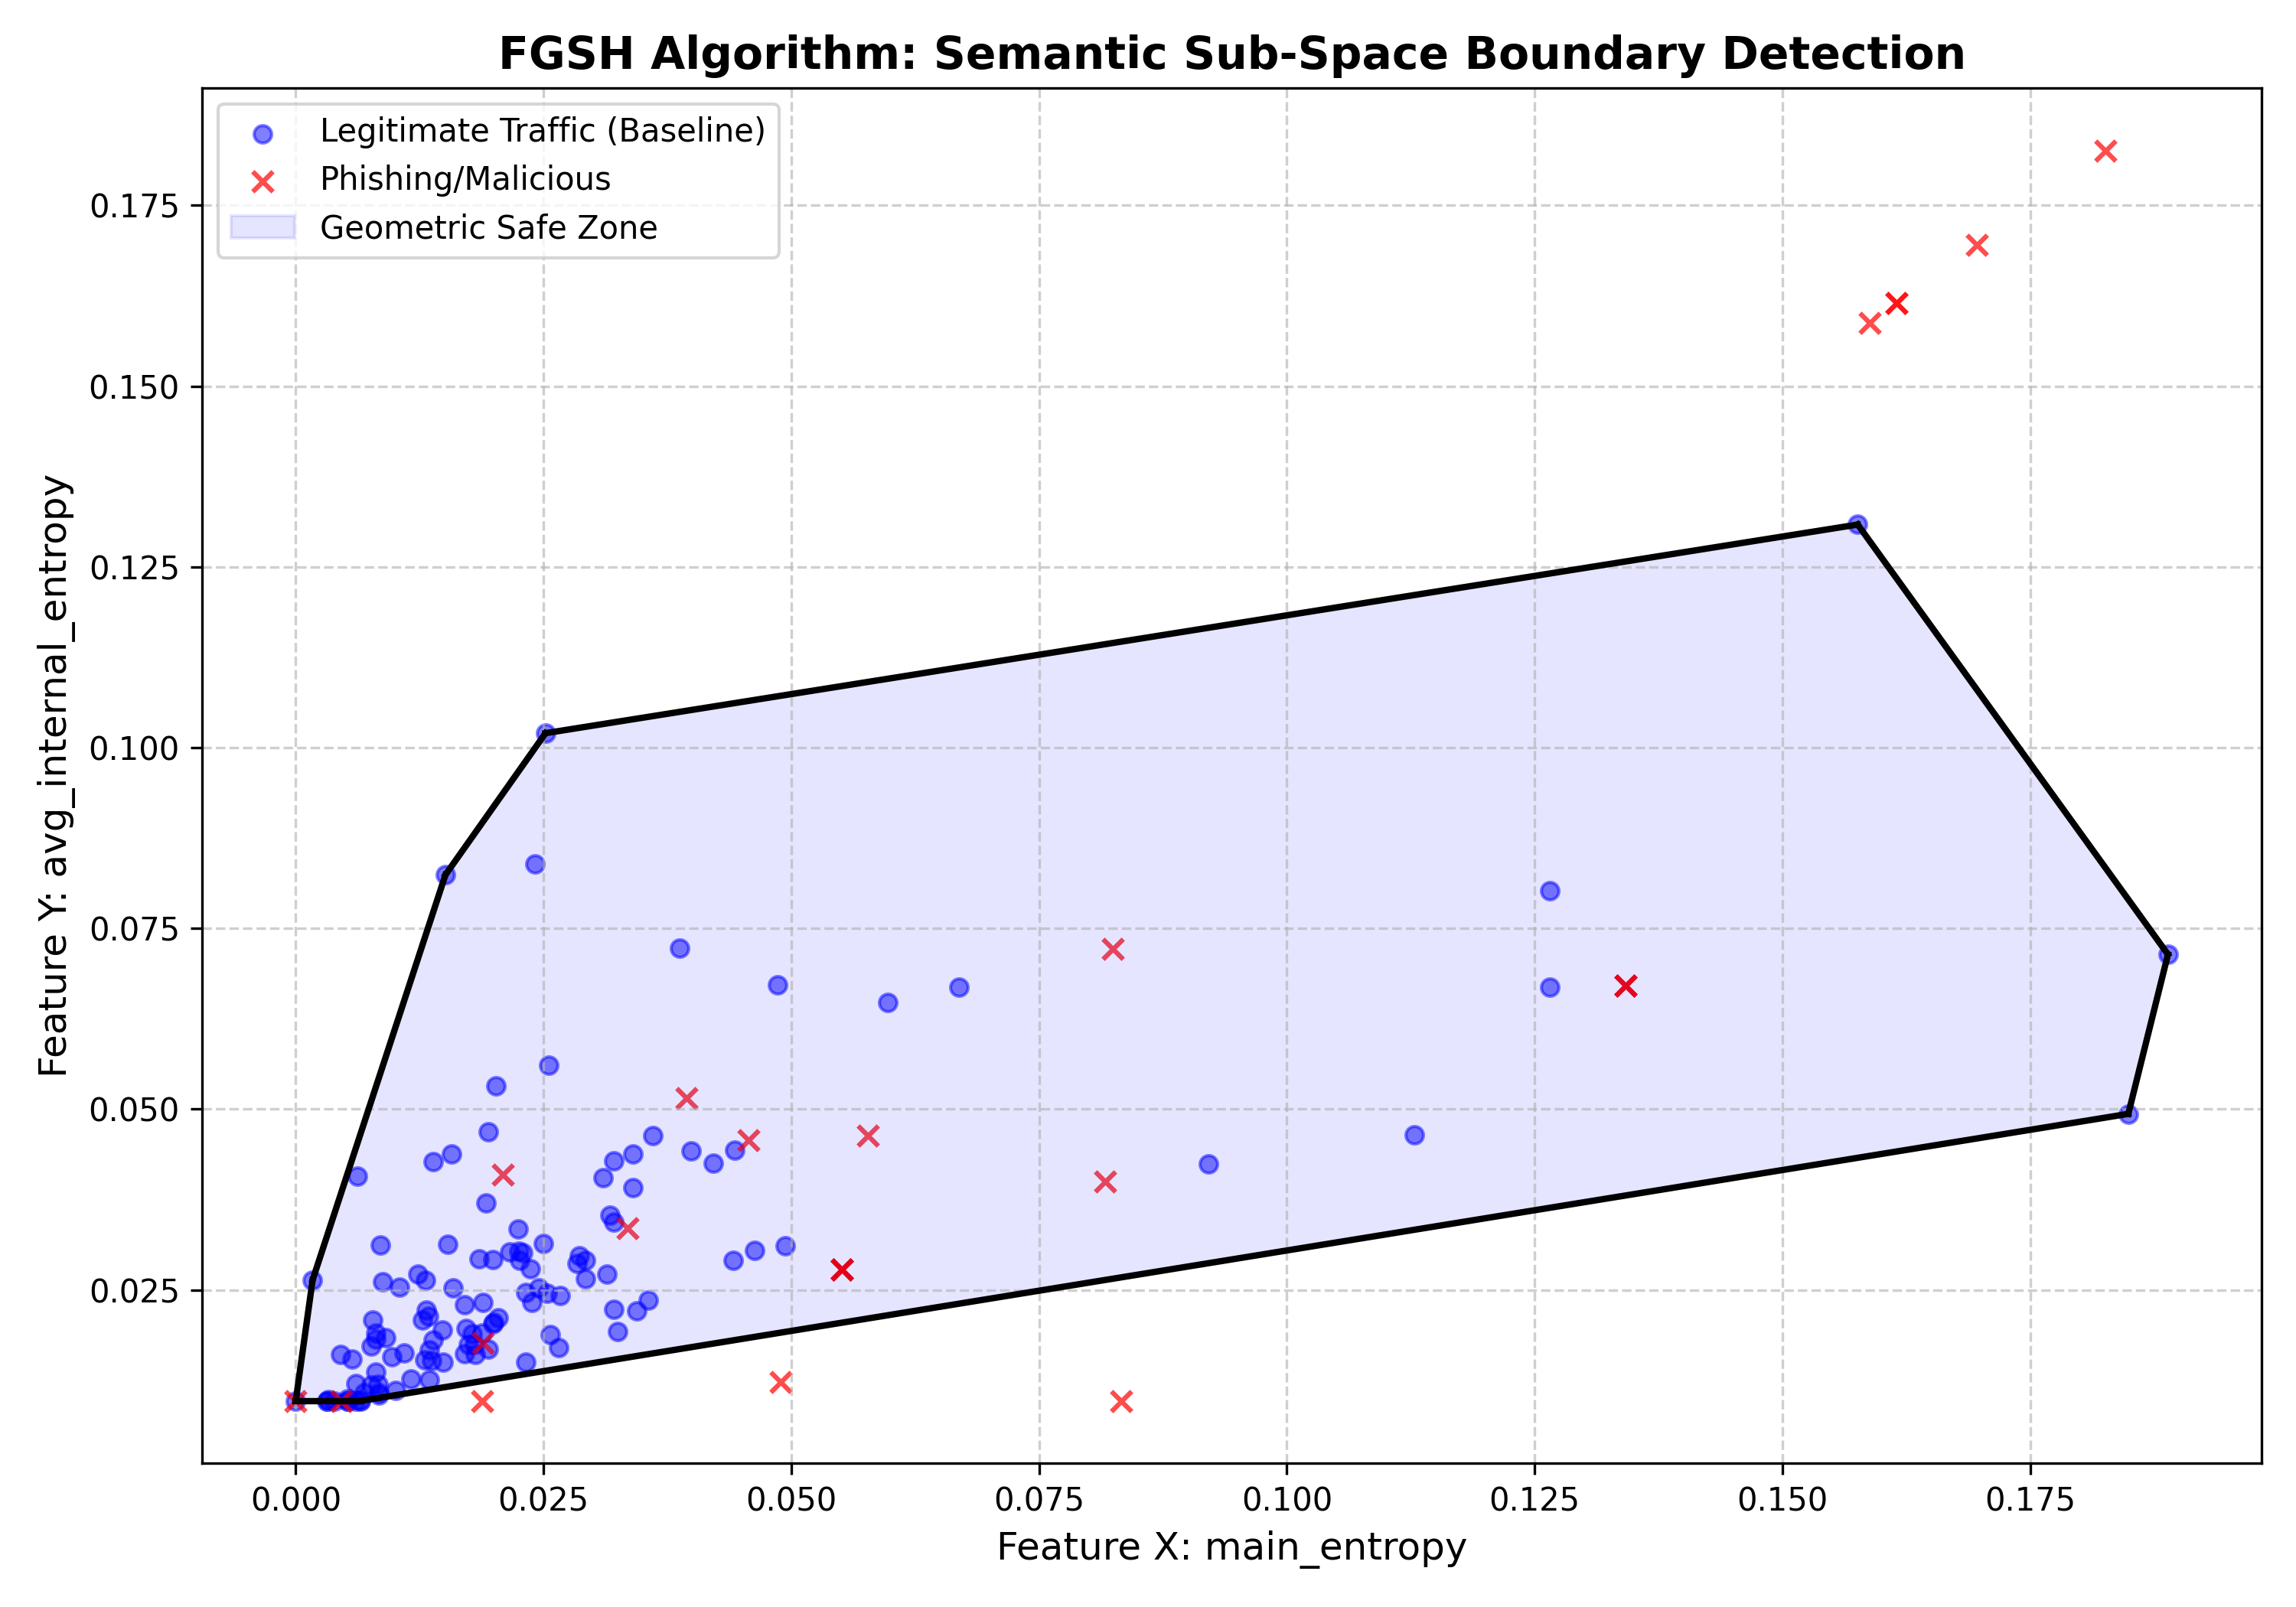 FGSH Algorithm: Semantic Sub-Space Boundary Detection
Legitimate Traffic (Baseline)
Phishing/Malicious
Geometric Safe Zone
Feature Y: avg_internal_entropy
0.175
0.150
0.125
0.100
0.075
0.050
0.025
0.000
0.025
0.050
0.075
0.100
0.125
0.150
0.175
Feature X: main_entropy